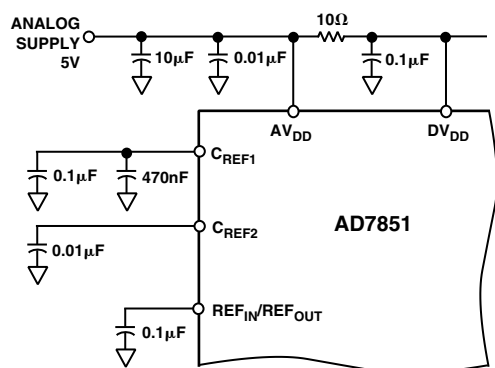 ANALOG
SUPPLY
5V
10μF
0.01μF
10Ω
0.1μF
AVDD
DVDD
CREF1
0.1μF
470nF
CREF2
0.01μF
AD7851
REFIN/REFOUT
0.1μF